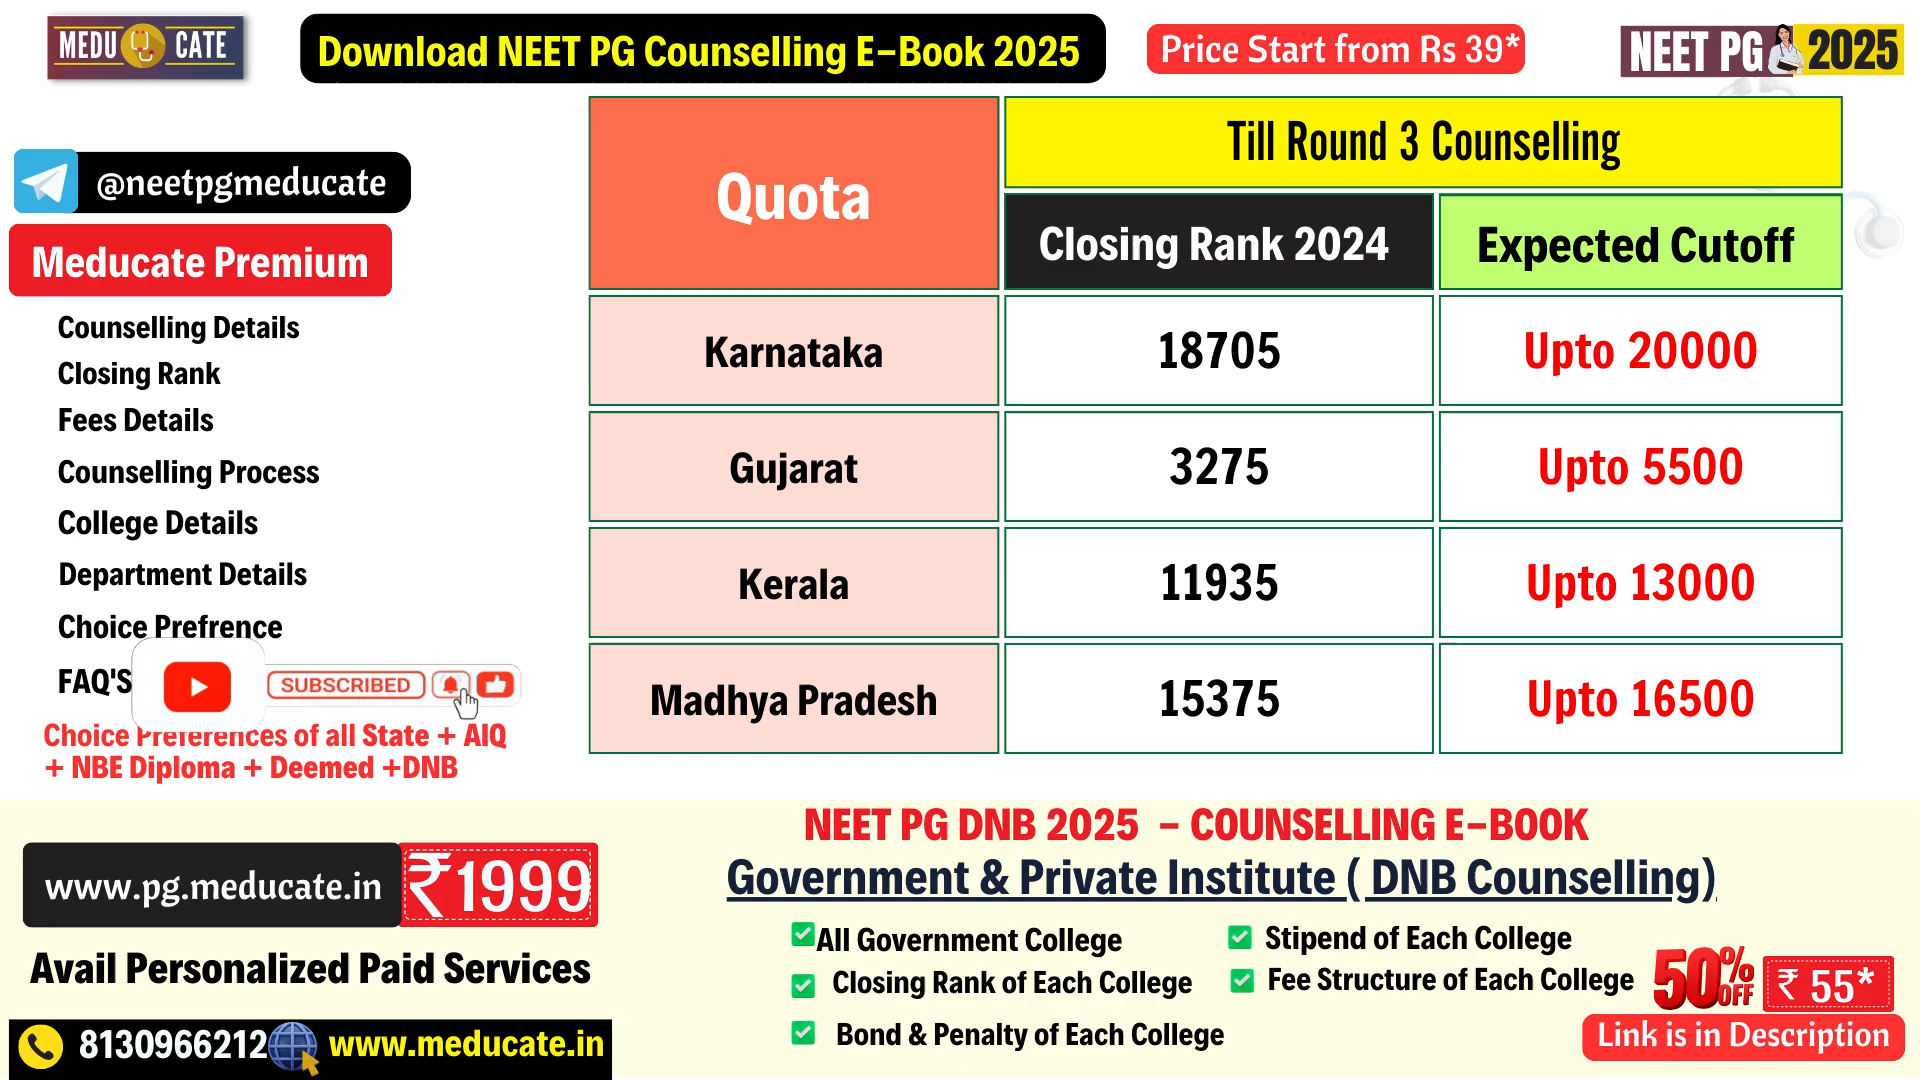 MEDU CATE
Download NEET PG Counselling E-Book 2025
Price Start from Rs 39*
NEET PG 2025
@neetpgmeducate
Meducate Premium
Counselling Details
Closing Rank
Fees Details
Counselling Process
College Details
Department Details
Choice Prefrence
FAQ'S
SUBSCRIBED
Choice Preferences of all State + AIQ
+ NBE Diploma + Deemed +DNB
Quota
Till Round 3 Counselling
Closing Rank 2024
Expected Cutoff
Karnataka 18705 Upto 20000
Gujarat 3275 Upto 5500
Kerala 11935 Upto 13000
Madhya Pradesh 15375 Upto 16500
www.pg.meducate.in ₹1999
Avail Personalized Paid Services
8130966212 www.meducate.in
NEET PG DNB 2025 - COUNSELLING E-BOOK
Government & Private Institute ( DNB Counselling)
All Government College
Closing Rank of Each College
Bond & Penalty of Each College
Stipend of Each College
Fee Structure of Each College
50% OFF
₹ 55*
Link is in Description